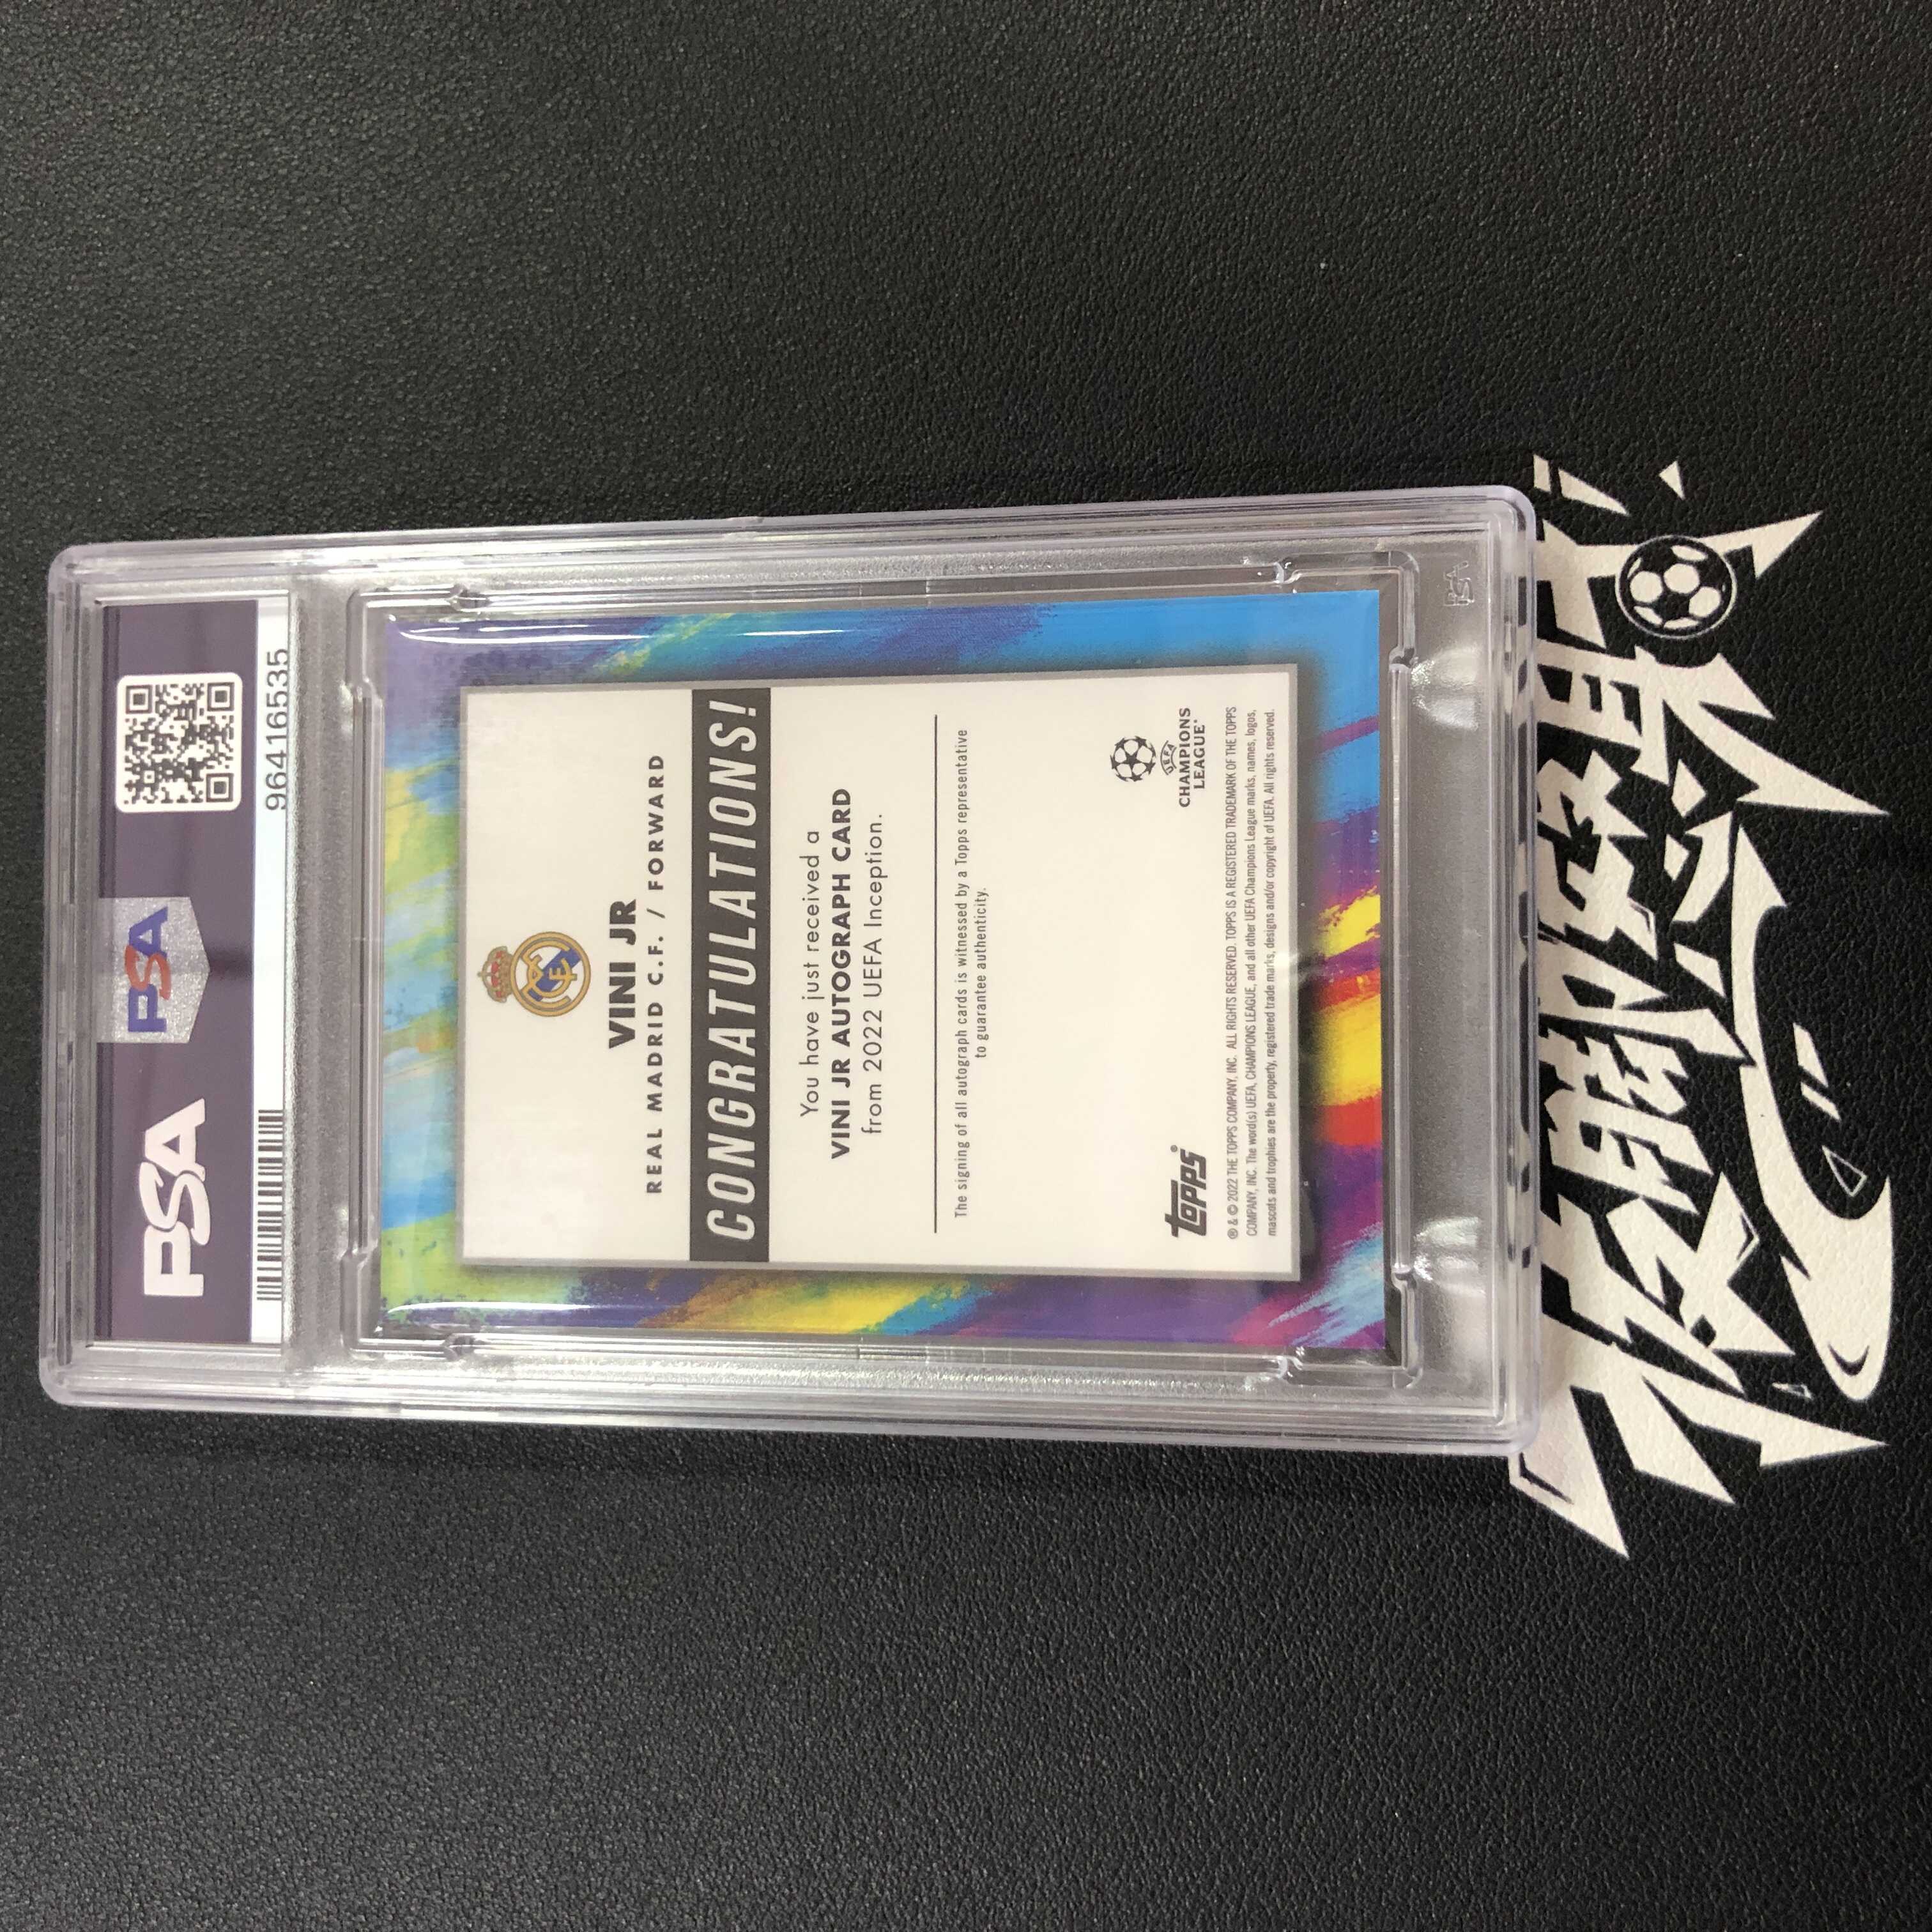 PSA
PSA
96416535
VINI JR
REAL MADRID C.F. / FORWARD
CONGRATULATIONS!
You have just received a
VINI JR AUTOGRAPH CARD
from 2022 UEFA Inception.
The signing of all autograph cards is witnessed by a Topps representative
to guarantee authenticity.
topps®
UEFA
CHAMPIONS
LEAGUE®
® & © 2022 THE TOPPS COMPANY, INC. ALL RIGHTS RESERVED. TOPPS IS A REGISTERED TRADEMARK OF THE TOPPS
COMPANY, INC. The word(s) UEFA, CHAMPIONS LEAGUE, and all other UEFA Champions League marks, names, logos,
mascots and trophies are the property, registered trade marks, designs and/or copyright of UEFA. All rights reserved.
PSA